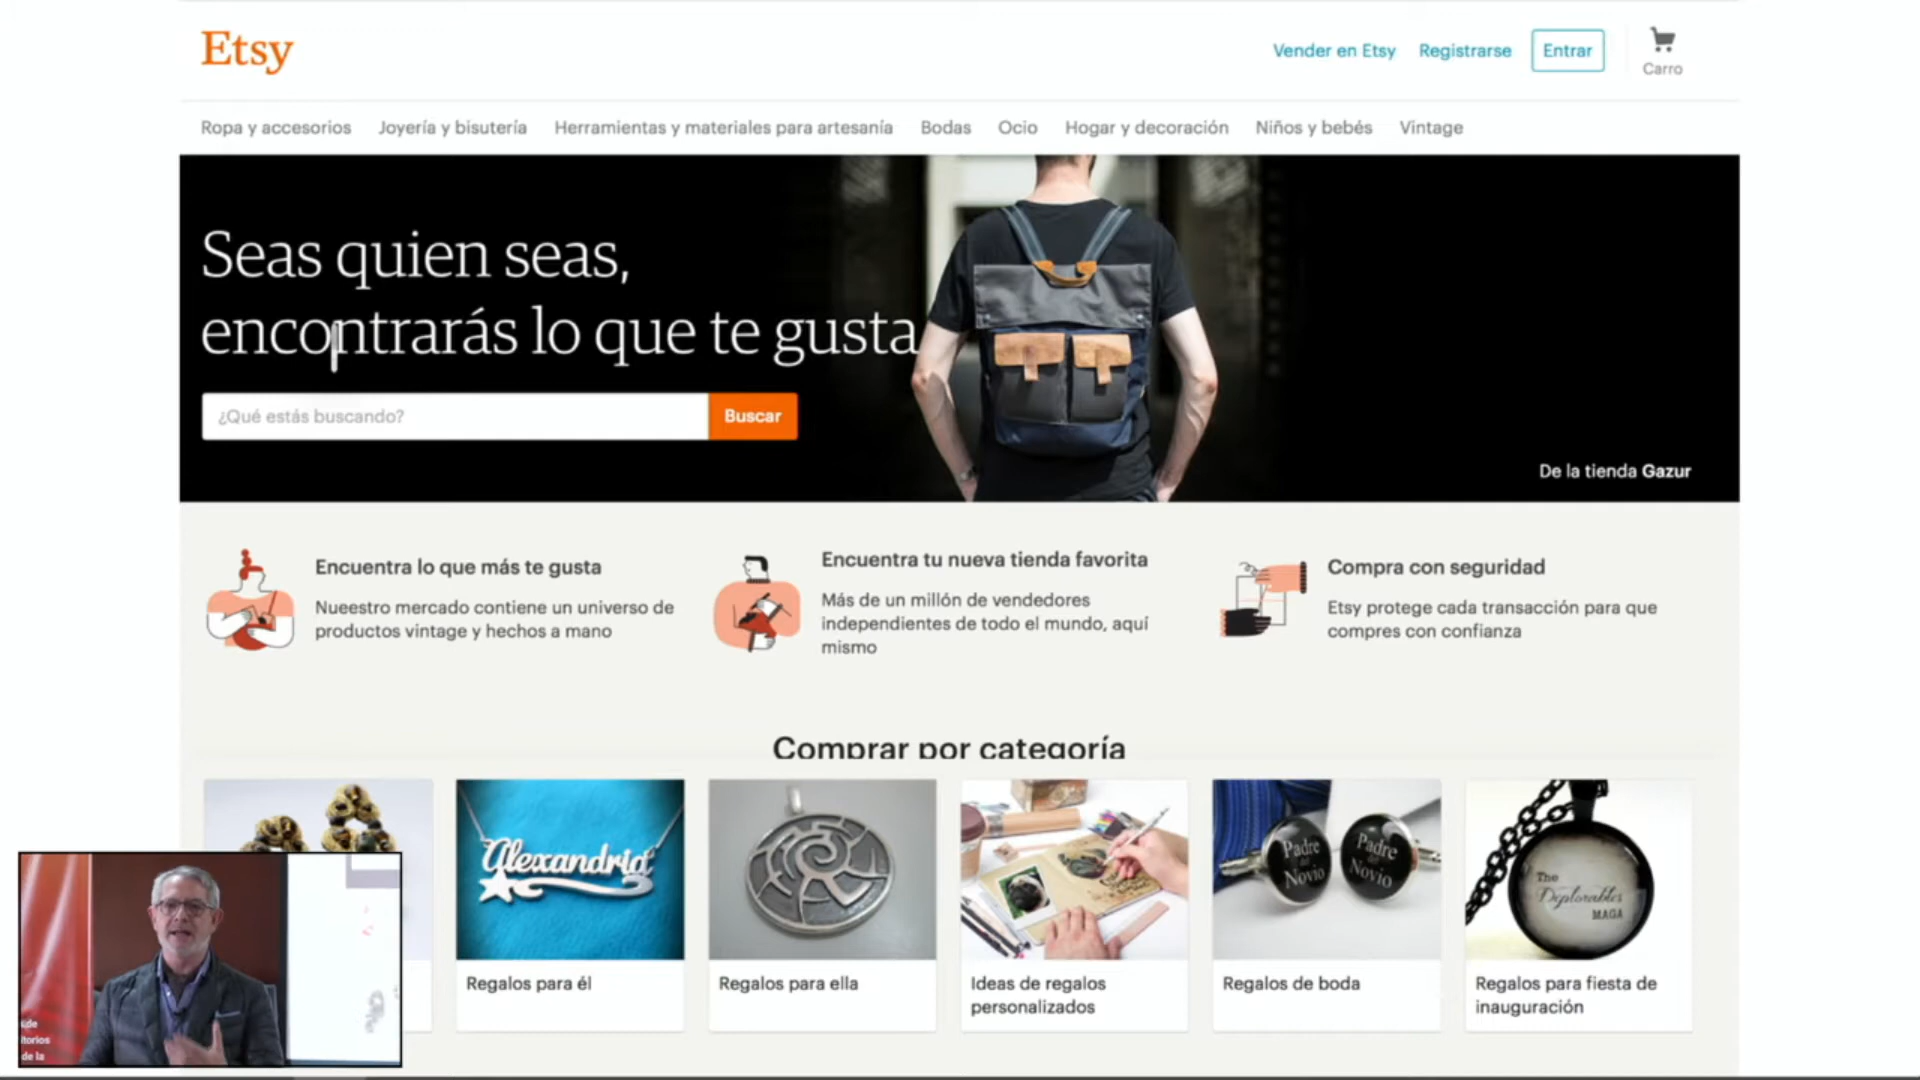 Etsy
Vender en Etsy Registrarse Entrar
Carro
Ropa y accesorios Joyería y bisutería Herramientas y materiales para artesanía Bodas Ocio Hogar y decoración Niños y bebés Vintage
Seas quien seas,
encontrarás lo que te gusta
¿Qué estás buscando? Buscar
De la tienda Gazur
Encuentra lo que más te gusta
Nueestro mercado contiene un universo de
productos vintage y hechos a mano
Encuentra tu nueva tienda favorita
Más de un millón de vendedores
independientes de todo el mundo, aquí
mismo
Compra con seguridad
Etsy protege cada transacción para que
compres con confianza
Comprar por categoría
Alexandria
Padre
del
Novio
Padre
del
Novio
The
Deplorables
MAGA
Regalos para él
Regalos para ella
Ideas de regalos
personalizados
Regalos de boda
Regalos para fiesta de
inauguración
de la